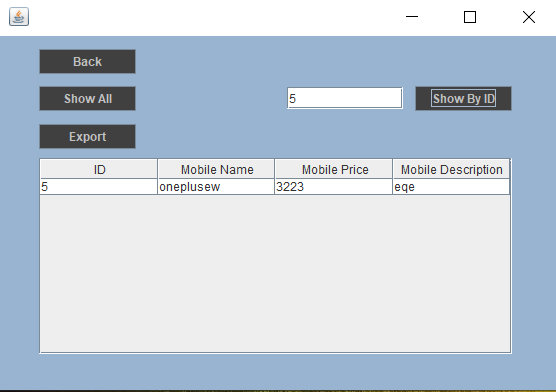 Back
Show All
5
Show By ID
Export
ID Mobile Name Mobile Price Mobile Description
5 oneplusew 3223 eqe